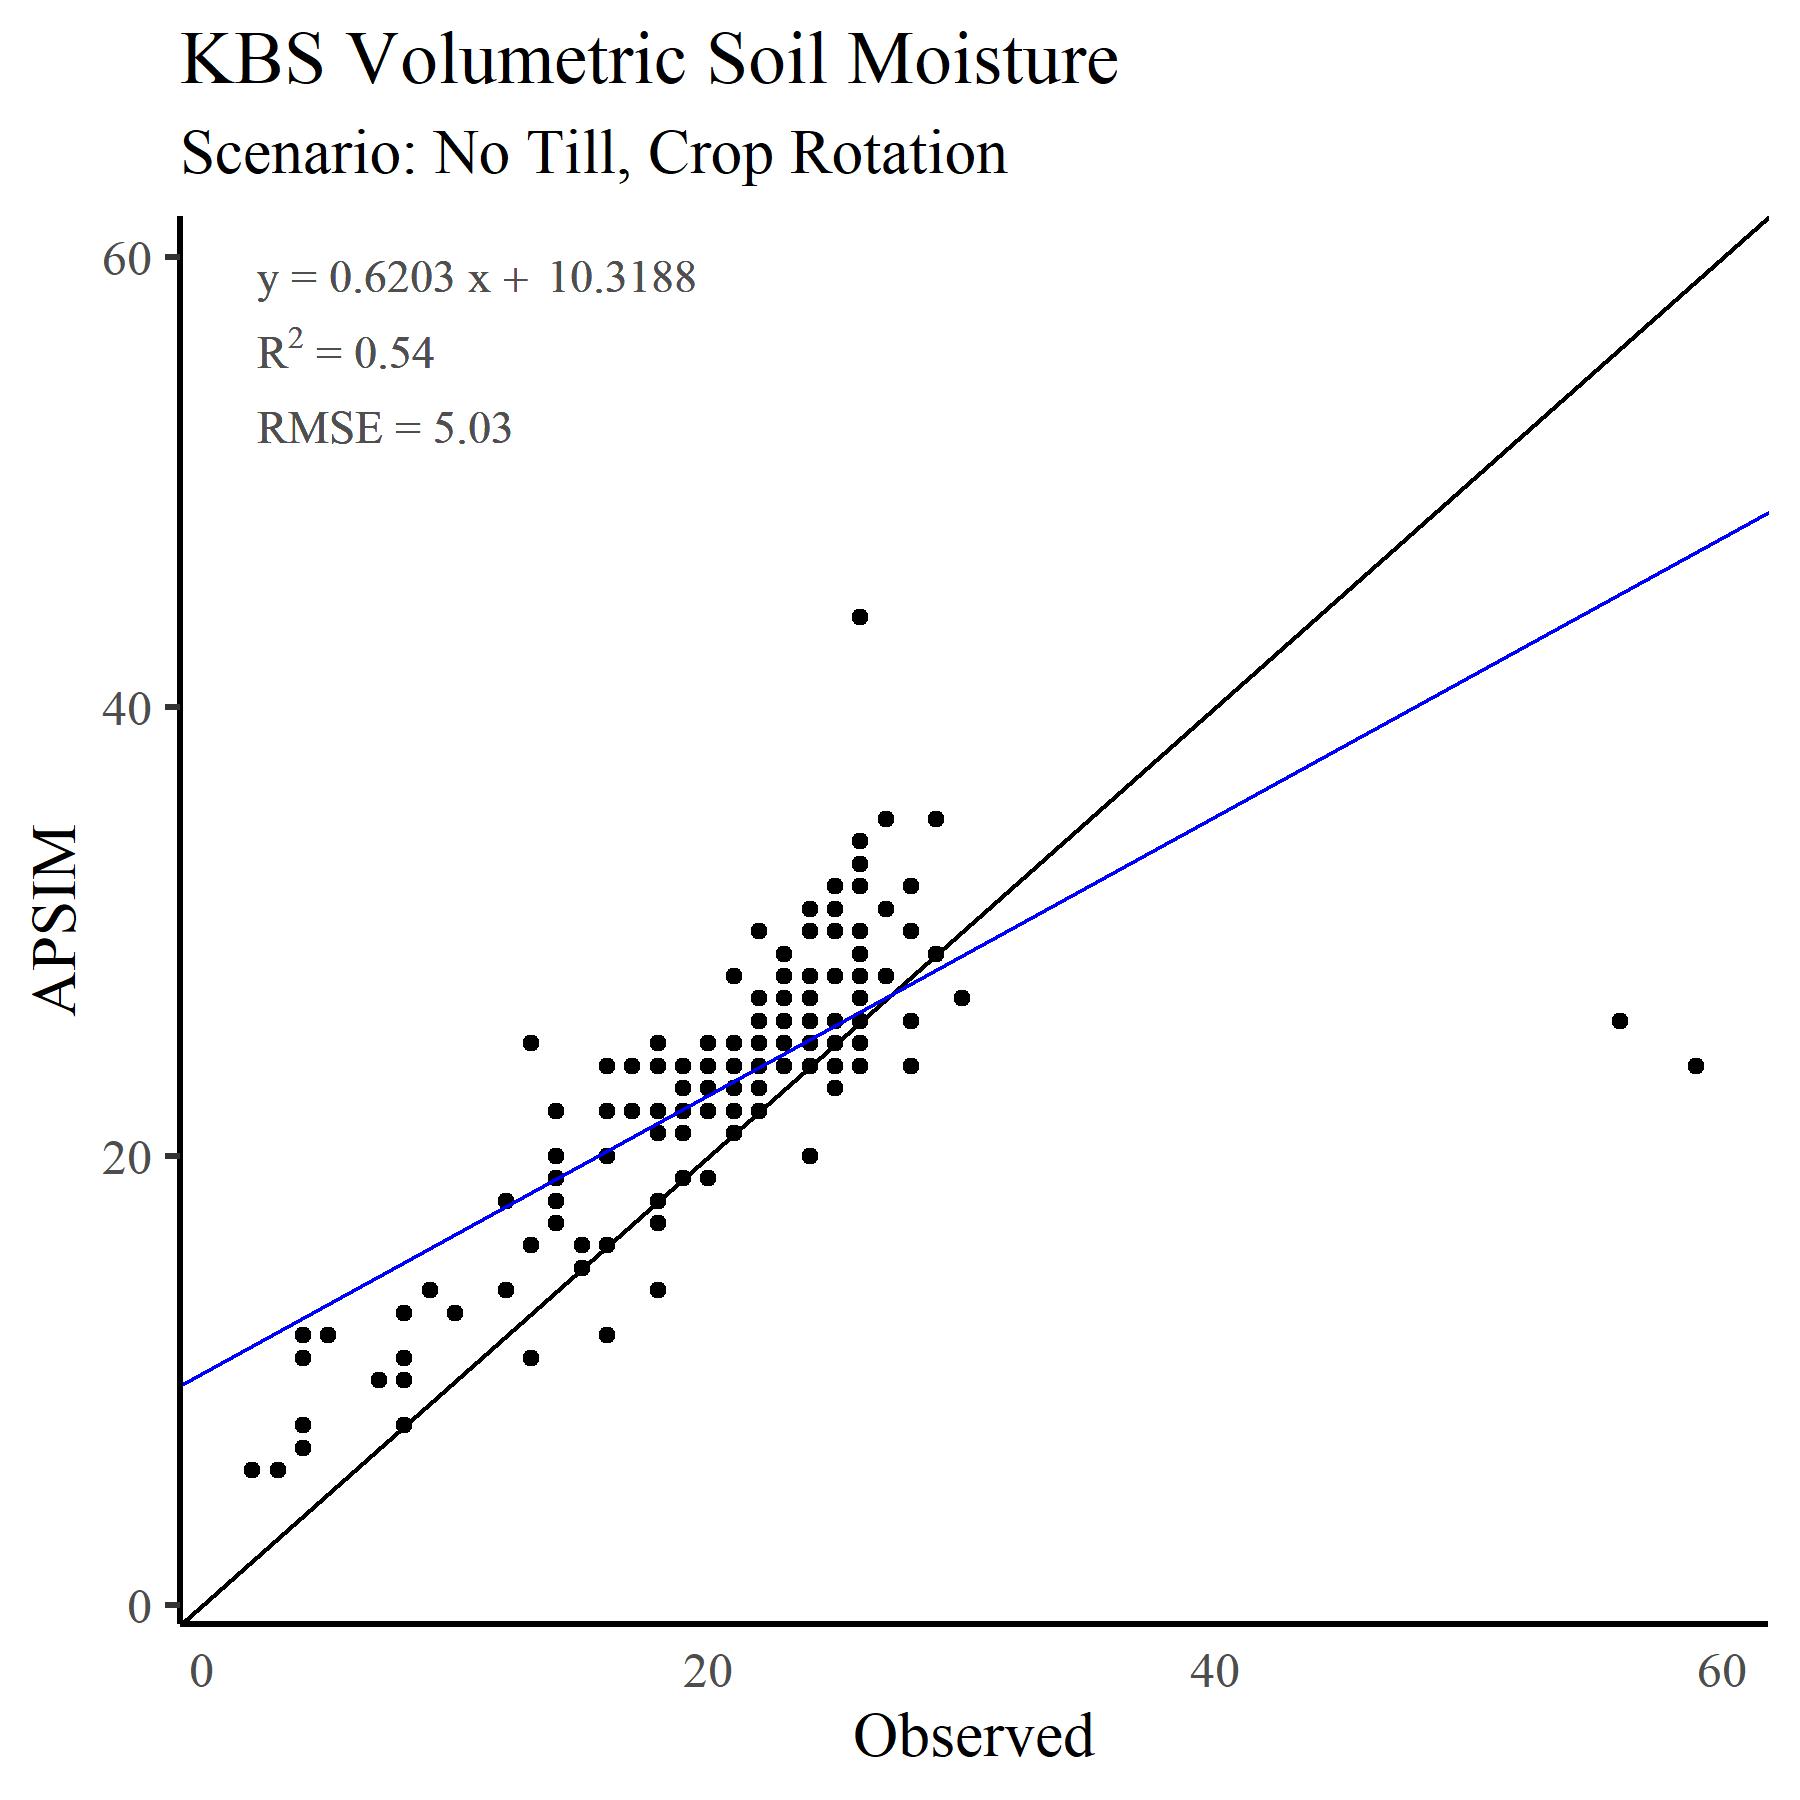 KBS Volumetric Soil Moisture
Scenario: No Till, Crop Rotation
60
y = 0.6203 x + 10.3188
R² = 0.54
RMSE = 5.03
40
APSIM
20
0
0 20 40 60
Observed